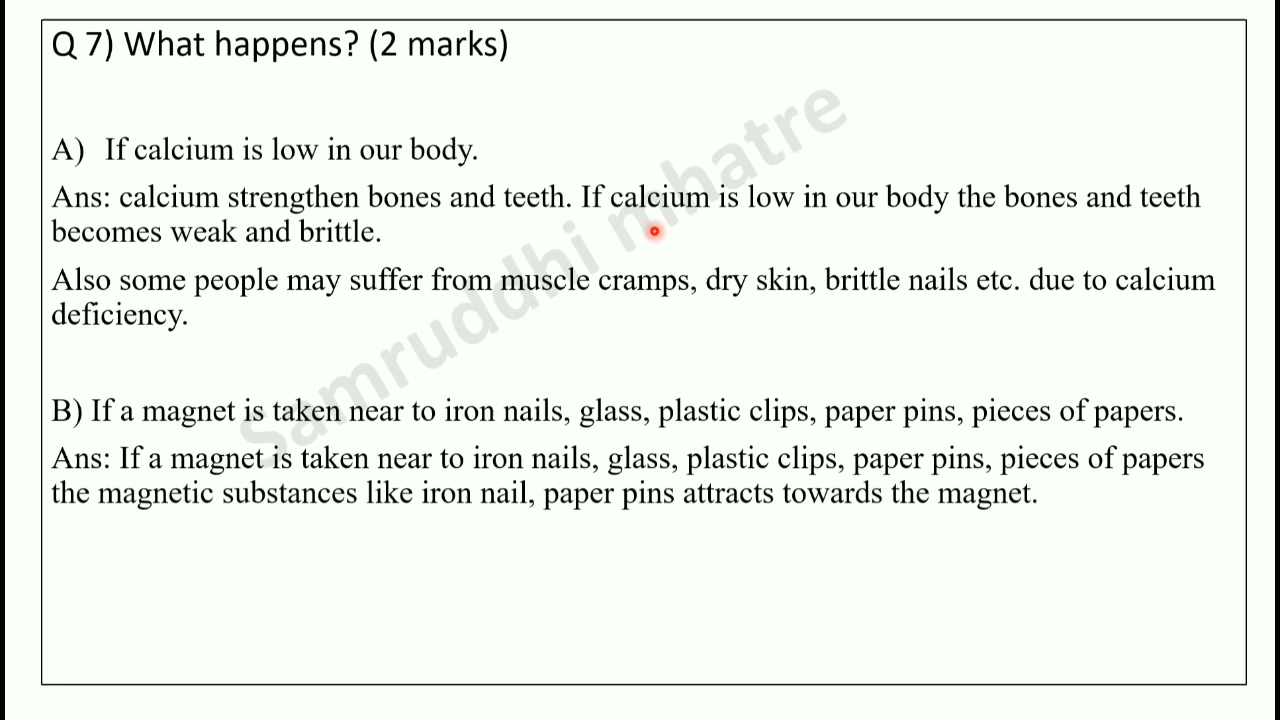 Q 7) What happens? (2 marks)
A) If calcium is low in our body.
Ans: calcium strengthen bones and teeth. If calcium is low in our body the bones and teeth
becomes weak and brittle.
Also some people may suffer from muscle cramps, dry skin, brittle nails etc. due to calcium
deficiency.
B) If a magnet is taken near to iron nails, glass, plastic clips, paper pins, pieces of papers.
Ans: If a magnet is taken near to iron nails, glass, plastic clips, paper pins, pieces of papers
the magnetic substances like iron nail, paper pins attracts towards the magnet.
Samruddhi mhatre